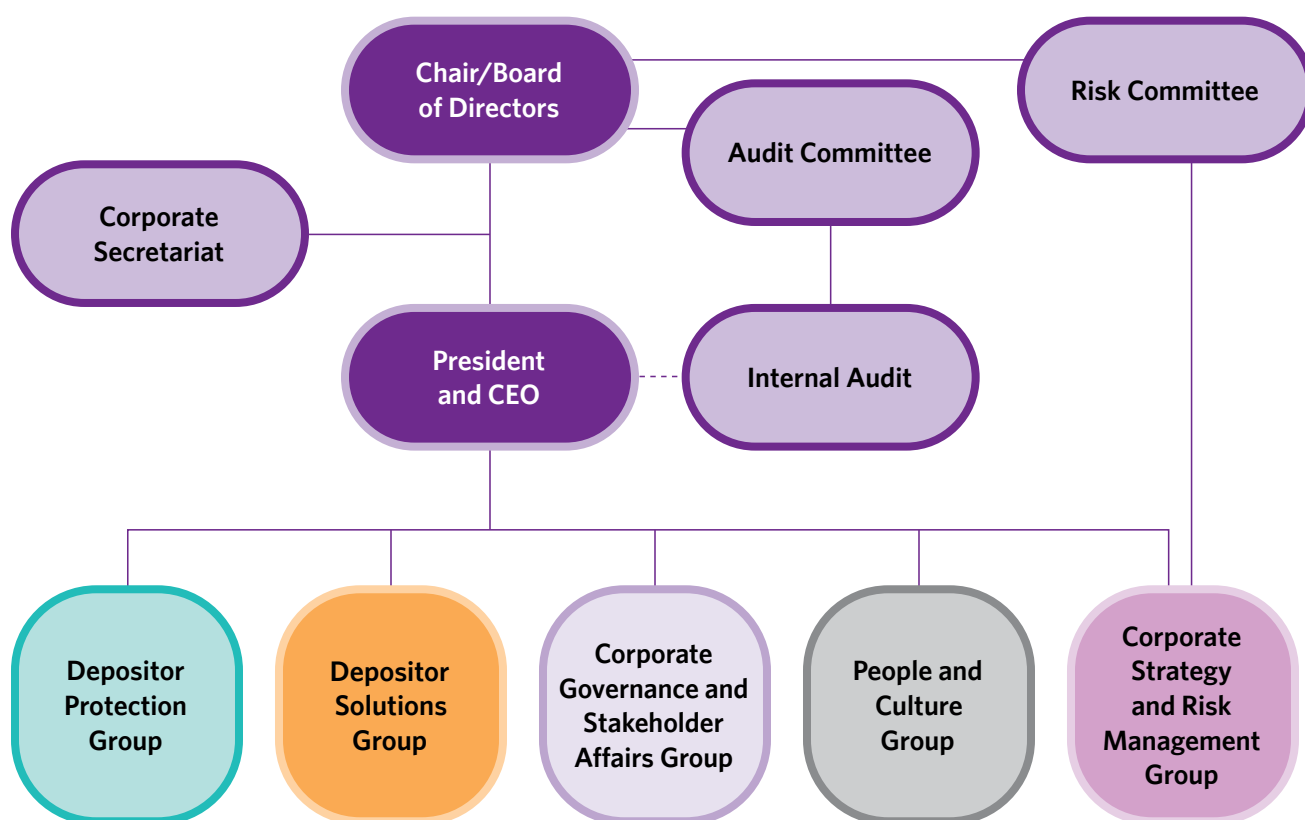 Chair/Board
of Directors
Risk Committee
Audit Committee
Corporate
Secretariat
President
and CEO
Internal Audit
Depositor
Protection
Group
Depositor
Solutions
Group
Corporate
Governance and
Stakeholder
Affairs Group
People and
Culture
Group
Corporate
Strategy
and Risk
Management
Group